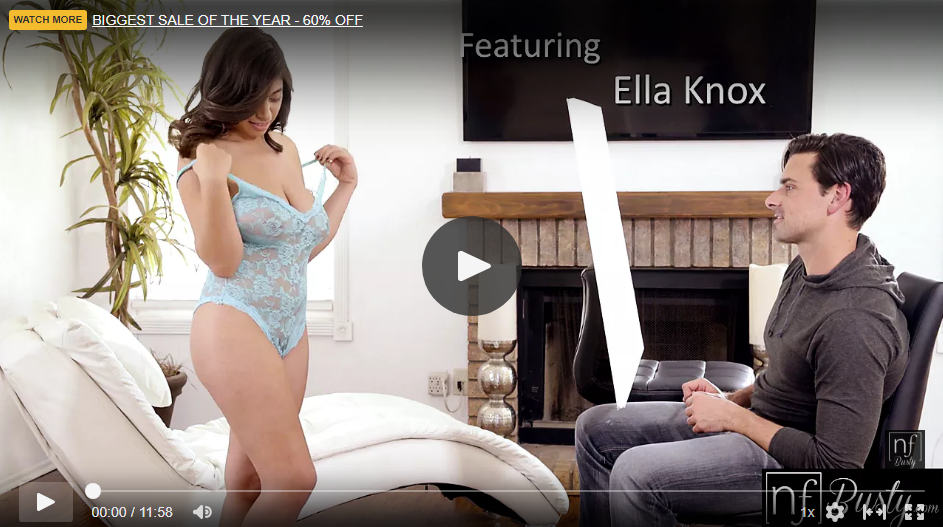 WATCH MORE BIGGEST SALE OF THE YEAR - 60% OFF
Featuring
Ella Knox
nf
Busty
nf Busty.com
00:00 / 11:58
1x